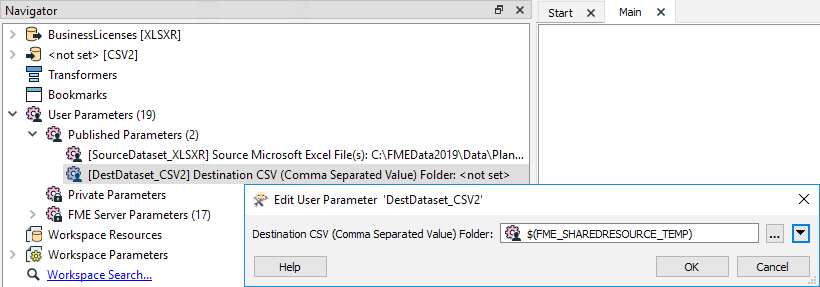 Navigator
Start
Main
BusinessLicenses [XLSXR]
<not set> [CSV2]
Transformers
Bookmarks
User Parameters (19)
Published Parameters (2)
[SourceDataset_XLSXR] Source Microsoft Excel File(s): C:\FMEData2019\Data\Plan...
[DestDataset_CSV2] Destination CSV (Comma Separated Value) Folder: <not set>
Private Parameters
FME Server Parameters (17)
Workspace Resources
Workspace Parameters
Workspace Search...
Edit User Parameter 'DestDataset_CSV2'
Destination CSV (Comma Separated Value) Folder: $(FME_SHAREDRESOURCE_TEMP) ...
Help OK Cancel